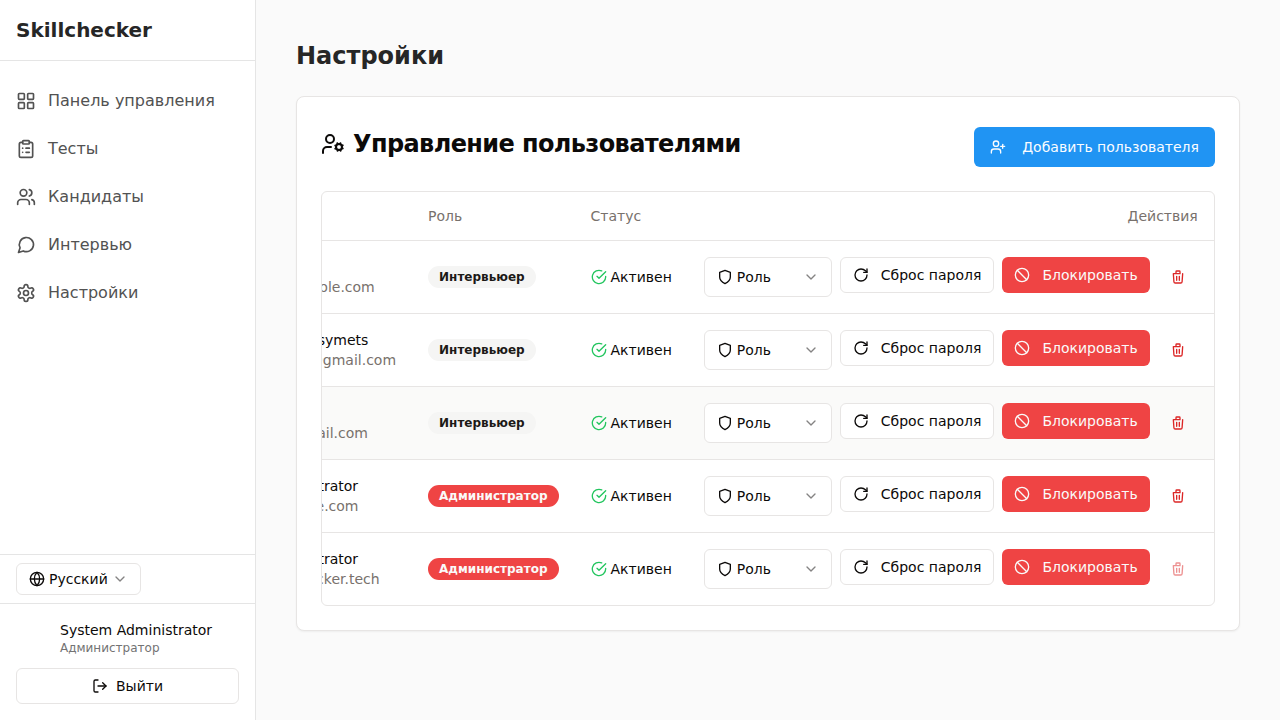 Skillchecker
Панель управления
Тесты
Кандидаты
Интервью
Настройки
Русский
System Administrator
Администратор
Выйти
Настройки
Управление пользователями
Добавить пользователя
Роль Статус Действия
ple.com Интервьюер Активен Роль Сброс пароля Блокировать
symets
gmail.com Интервьюер Активен Роль Сброс пароля Блокировать
ail.com Интервьюер Активен Роль Сброс пароля Блокировать
trator
e.com Администратор Активен Роль Сброс пароля Блокировать
trator
cker.tech Администратор Активен Роль Сброс пароля Блокировать